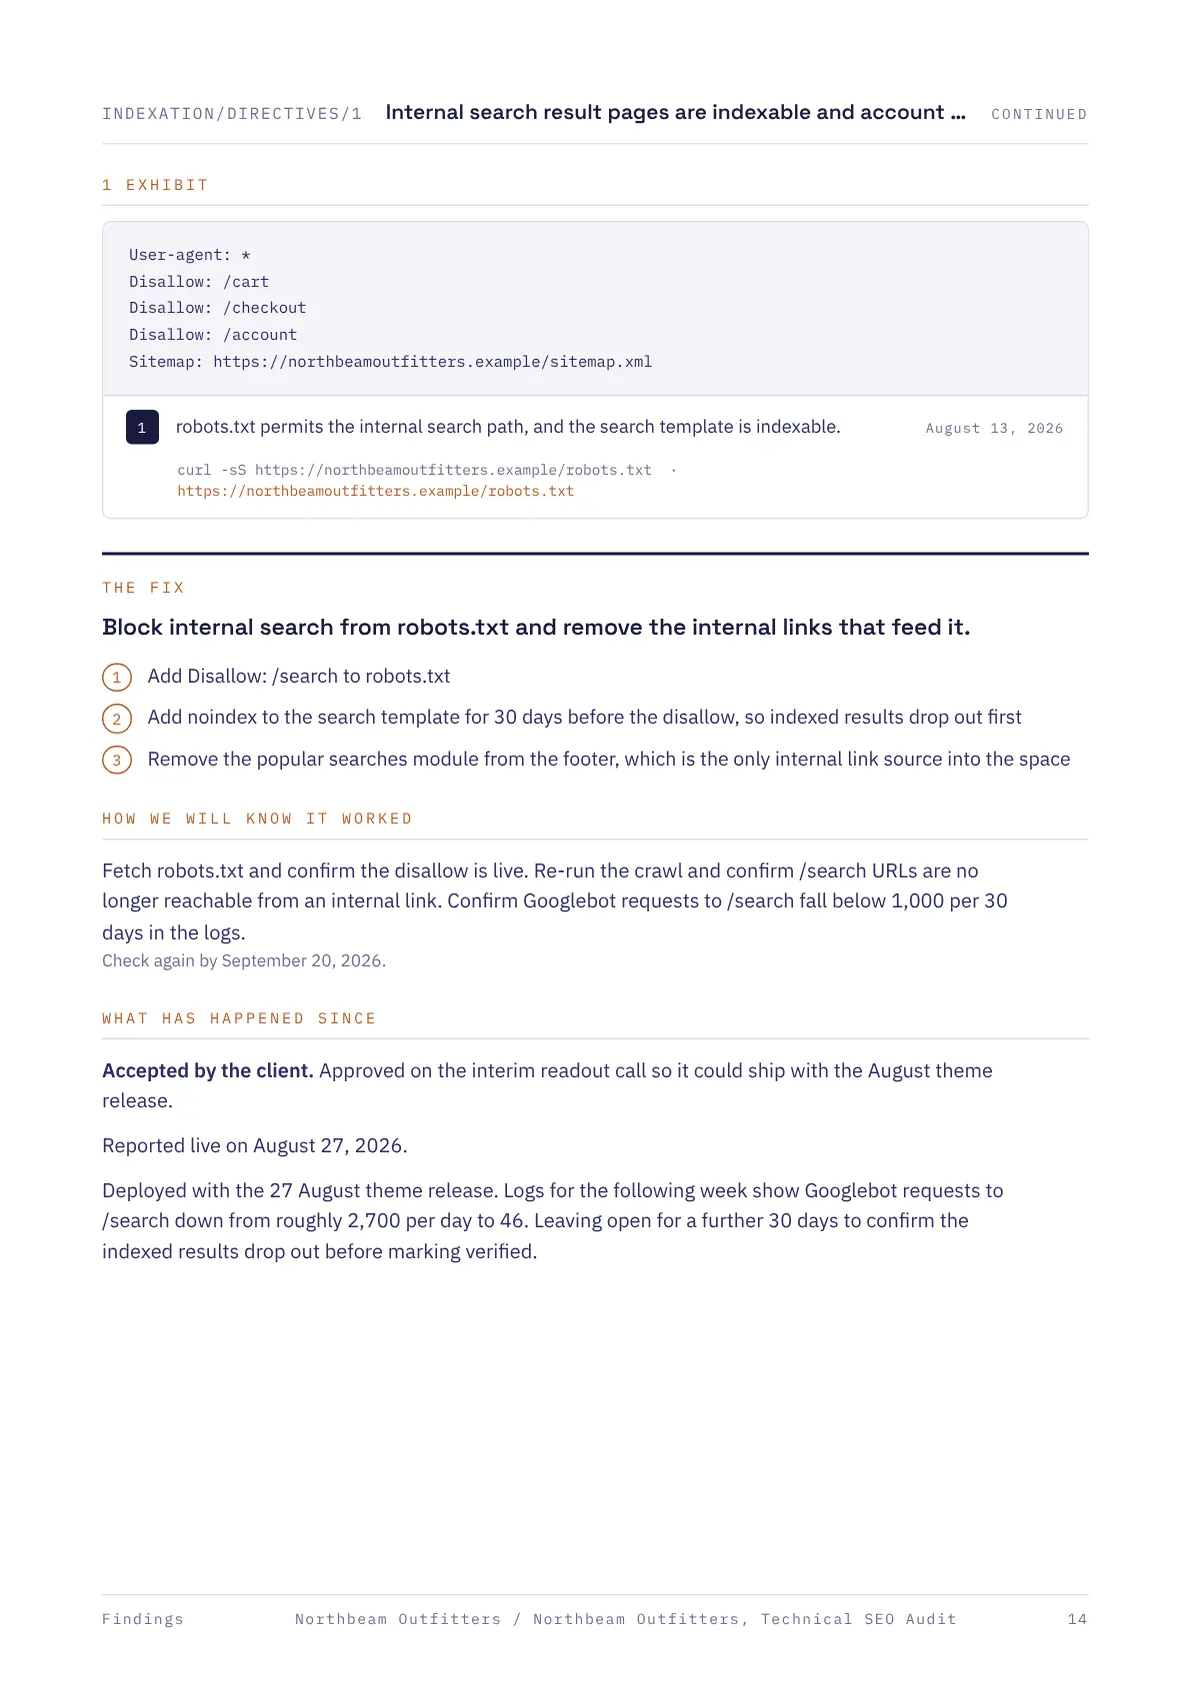 INDEXATION/DIRECTIVES/1 Internal search result pages are indexable and account ... CONTINUED
1 EXHIBIT
User-agent: *
Disallow: /cart
Disallow: /checkout
Disallow: /account
Sitemap: https://northbeamoutfitters.example/sitemap.xml
1 robots.txt permits the internal search path, and the search template is indexable. August 13, 2026
curl -sS https://northbeamoutfitters.example/robots.txt ·
https://northbeamoutfitters.example/robots.txt
THE FIX
Block internal search from robots.txt and remove the internal links that feed it.
1 Add Disallow: /search to robots.txt
2 Add noindex to the search template for 30 days before the disallow, so indexed results drop out first
3 Remove the popular searches module from the footer, which is the only internal link source into the space
HOW WE WILL KNOW IT WORKED
Fetch robots.txt and confirm the disallow is live. Re-run the crawl and confirm /search URLs are no
longer reachable from an internal link. Confirm Googlebot requests to /search fall below 1,000 per 30
days in the logs.
Check again by September 20, 2026.
WHAT HAS HAPPENED SINCE
Accepted by the client. Approved on the interim readout call so it could ship with the August theme
release.
Reported live on August 27, 2026.
Deployed with the 27 August theme release. Logs for the following week show Googlebot requests to
/search down from roughly 2,700 per day to 46. Leaving open for a further 30 days to confirm the
indexed results drop out before marking verified.
Findings Northbeam Outfitters / Northbeam Outfitters, Technical SEO Audit 14